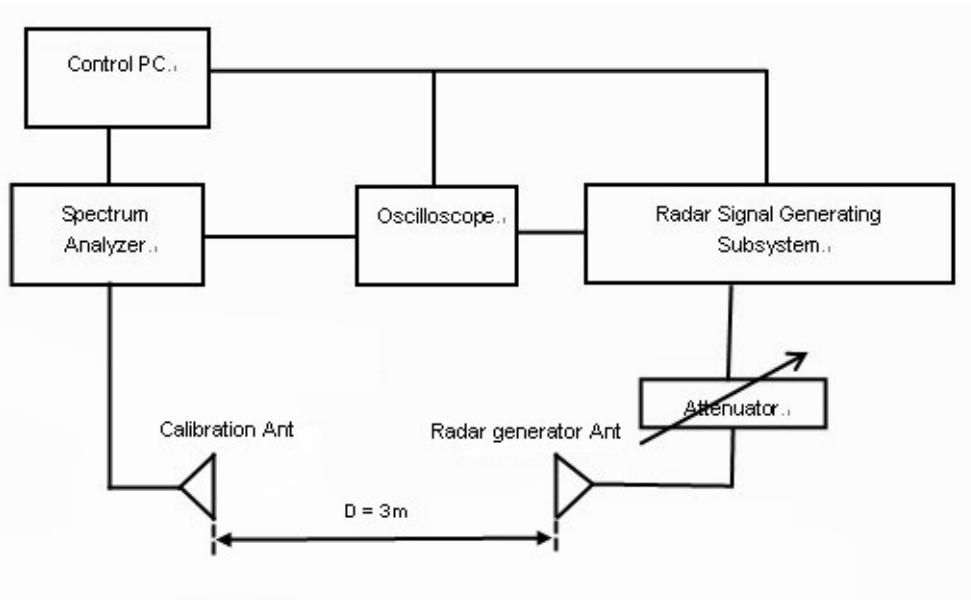 Control PC
Spectrum
Analyzer
Oscilloscope
Radar Signal Generating
Subsystem
Attenuator
Calibration Ant
Radar generator Ant
D = 3m